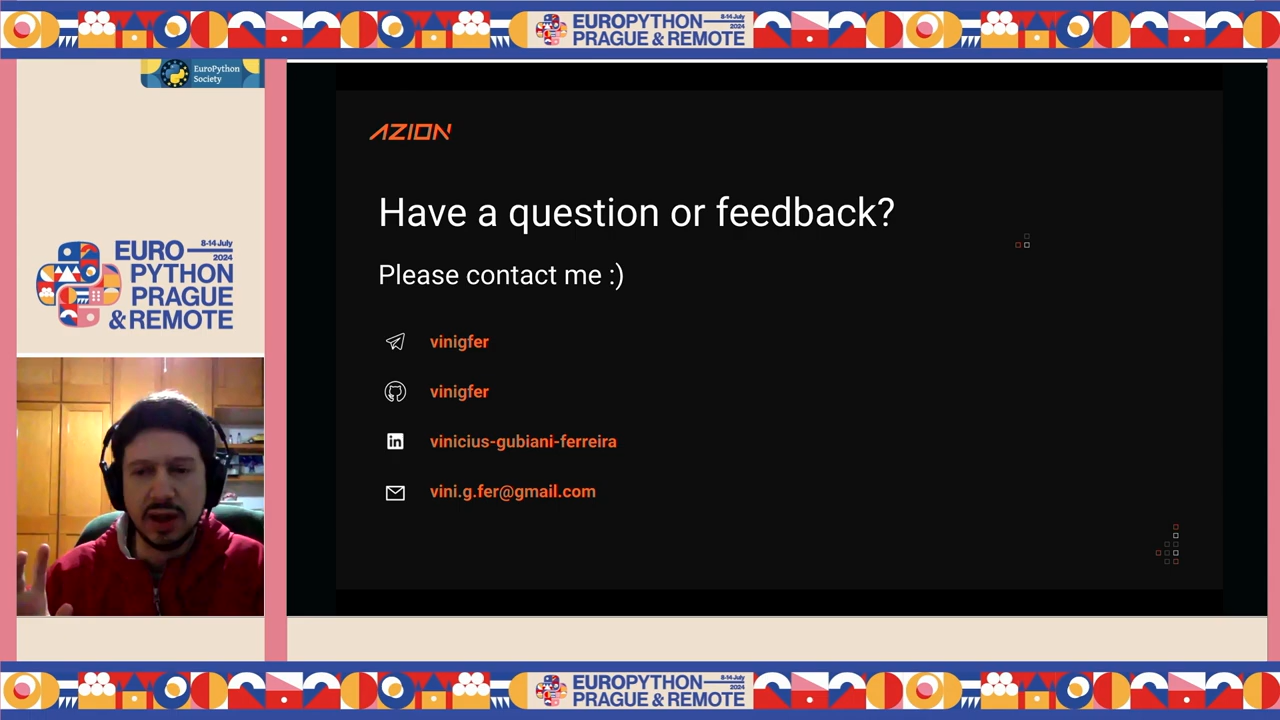 EUROPYTHON
8-14 July
2024
PRAGUE & REMOTE
EuroPython
Society
EURO
8-14 July
2024
PYTHON
PRAGUE
& REMOTE
AZION
Have a question or feedback?
Please contact me :)
vinigfer
vinigfer
in
vinicius-gubiani-ferreira
vini.g.fer@gmail.com
EUROPYTHON
8-14 July
2024
PRAGUE & REMOTE